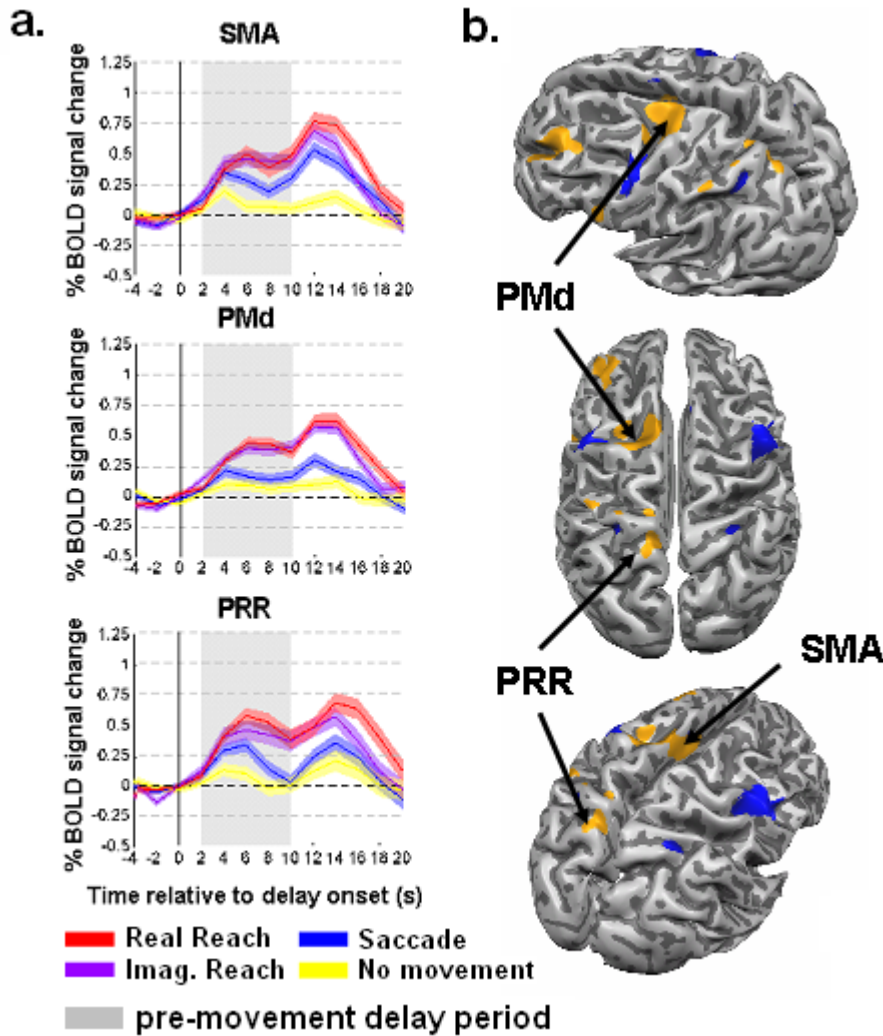 a.
SMA
% BOLD signal change
1.25
1
0.75
0.5
0.25
0
-0.25
-0.5
-4 -2 0 2 4 6 8 10 12 14 16 18 20
PMd
% BOLD signal change
1.25
1
0.75
0.5
0.25
0
-0.25
-0.5
-4 -2 0 2 4 6 8 10 12 14 16 18 20
PRR
% BOLD signal change
1.25
1
0.75
0.5
0.25
0
-0.25
-0.5
-4 -2 0 2 4 6 8 10 12 14 16 18 20
Time relative to delay onset (s)
Real Reach
Saccade
Imag. Reach
No movement
pre-movement delay period
b.
PMd
SMA
PRR